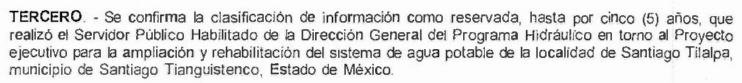 TERCERO. - Se confirma la clasificación de información como reservada, hasta por cinco (5) años, que
realizó el Servidor Público Habilitado de la Dirección General del Programa Hidráulico en torno al Proyecto
ejecutivo para la ampliación y rehabilitación del sistema de agua potable de la localidad de Santiago Tilalpa,
municipio de Santiago Tianguistenco, Estado de México.